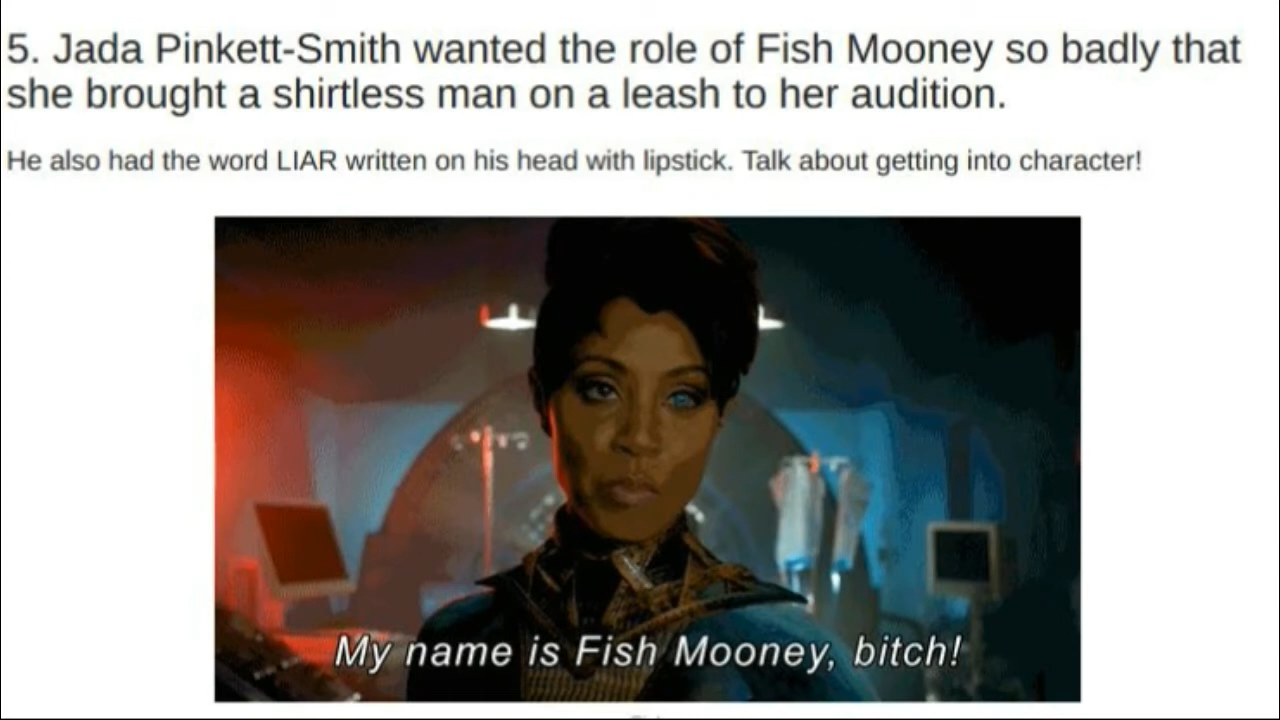 5. Jada Pinkett-Smith wanted the role of Fish Mooney so badly that
she brought a shirtless man on a leash to her audition.
He also had the word LIAR written on his head with lipstick. Talk about getting into character!
My name is Fish Mooney, bitch!